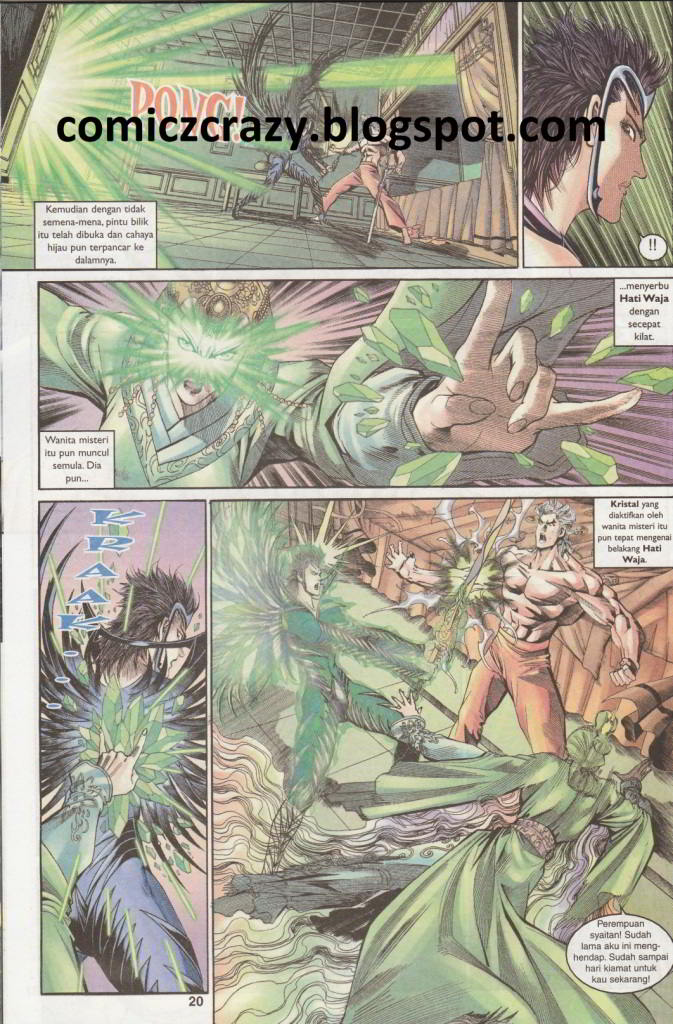 PONG!
comiczcrazy.blogspot.com
Kemudian dengan tidak
semena-mena, pintu bilik
itu telah dibuka dan cahaya
hijau pun terpancar ke
dalamnya.
!!
...menyerbu
Hati Waja
dengan
secepat
kilat.
Wanita misteri
itu pun muncul
semula. Dia
pun...
KRAAK...
Kristal yang
diaktifkan oleh
wanita misteri itu
pun tepat mengenai
belakang Hati
Waja.
Perempuan
syaitan! Sudah
lama aku ini meng-
hendap. Sudah sampai
hari kiamat untuk
kau sekarang!
20